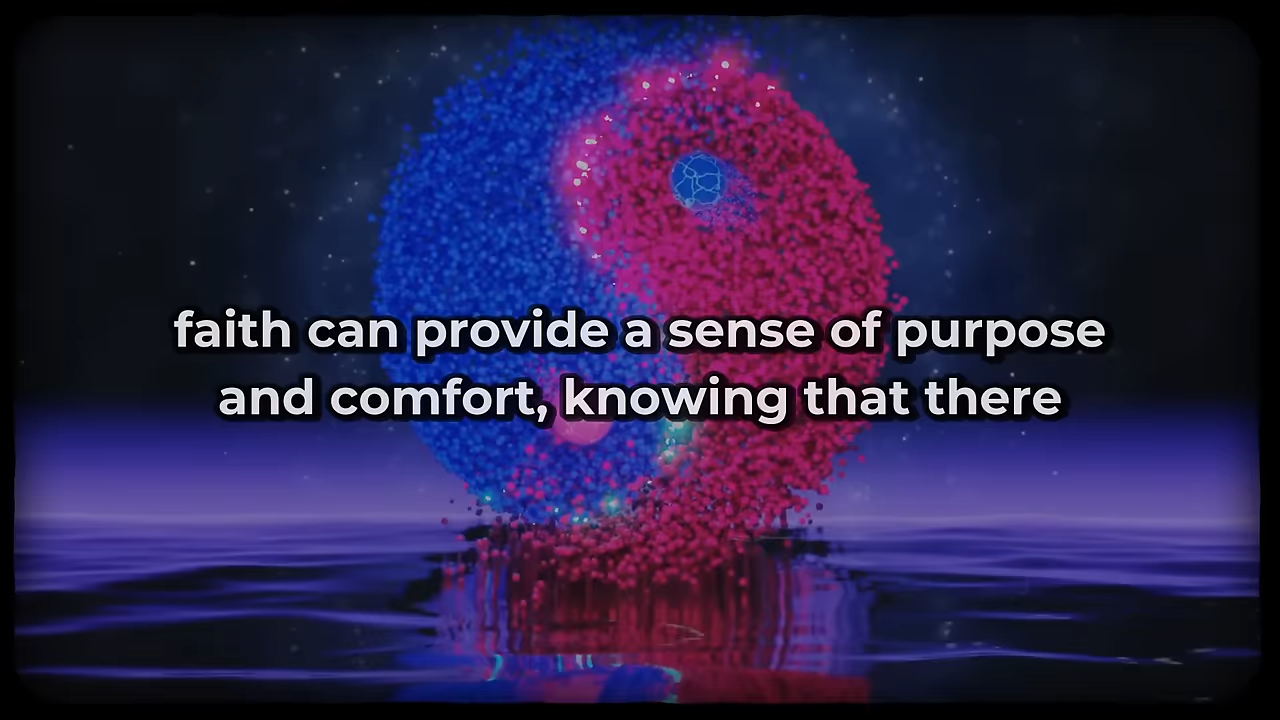 faith can provide a sense of purpose
and comfort, knowing that there